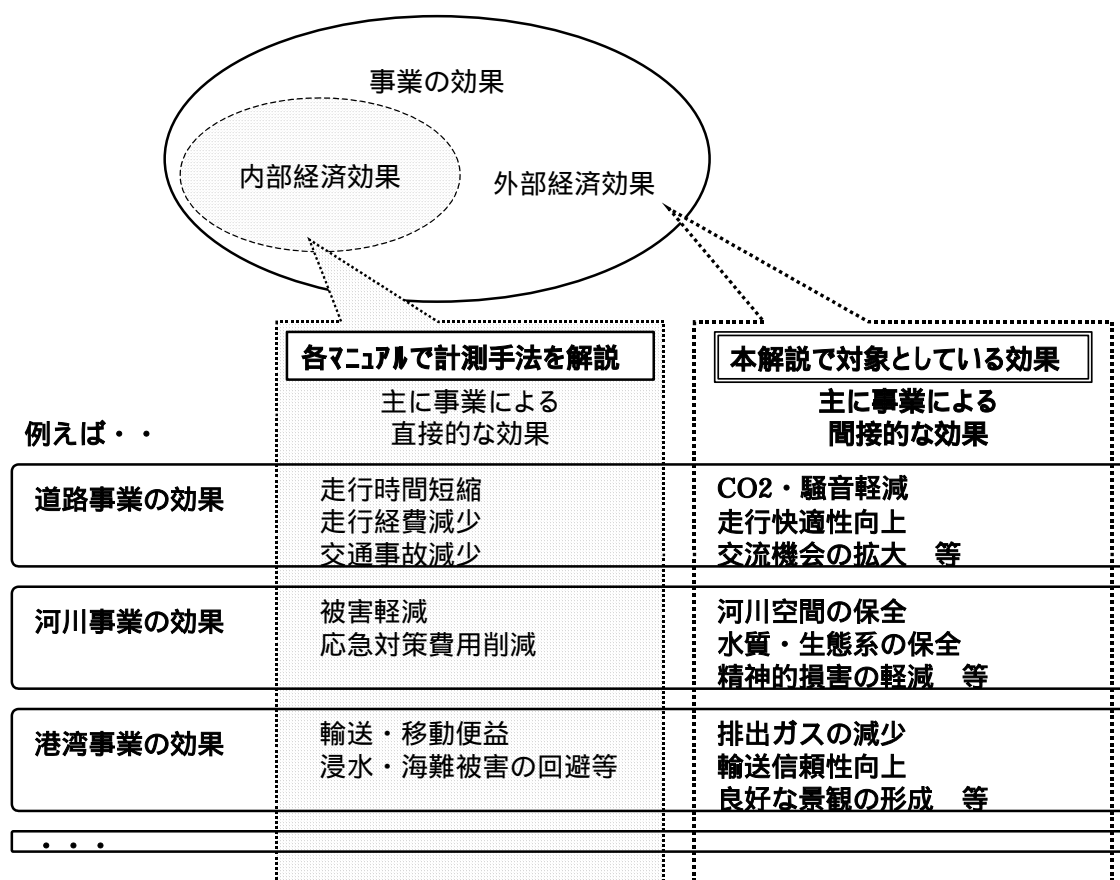 事業の効果
内部経済効果
外部経済効果
各ﾏﾆｭｱﾙで計測手法を解説
主に事業による
直接的な効果
本解説で対象としている効果
主に事業による
間接的な効果
例えば・・
道路事業の効果
走行時間短縮
走行経費減少
交通事故減少
CO2・騒音軽減
走行快適性向上
交流機会の拡大　等
河川事業の効果
被害軽減
応急対策費用削減
河川空間の保全
水質・生態系の保全
精神的損害の軽減　等
港湾事業の効果
輸送・移動便益
浸水・海難被害の回避等
排出ガスの減少
輸送信頼性向上
良好な景観の形成　等
・・・